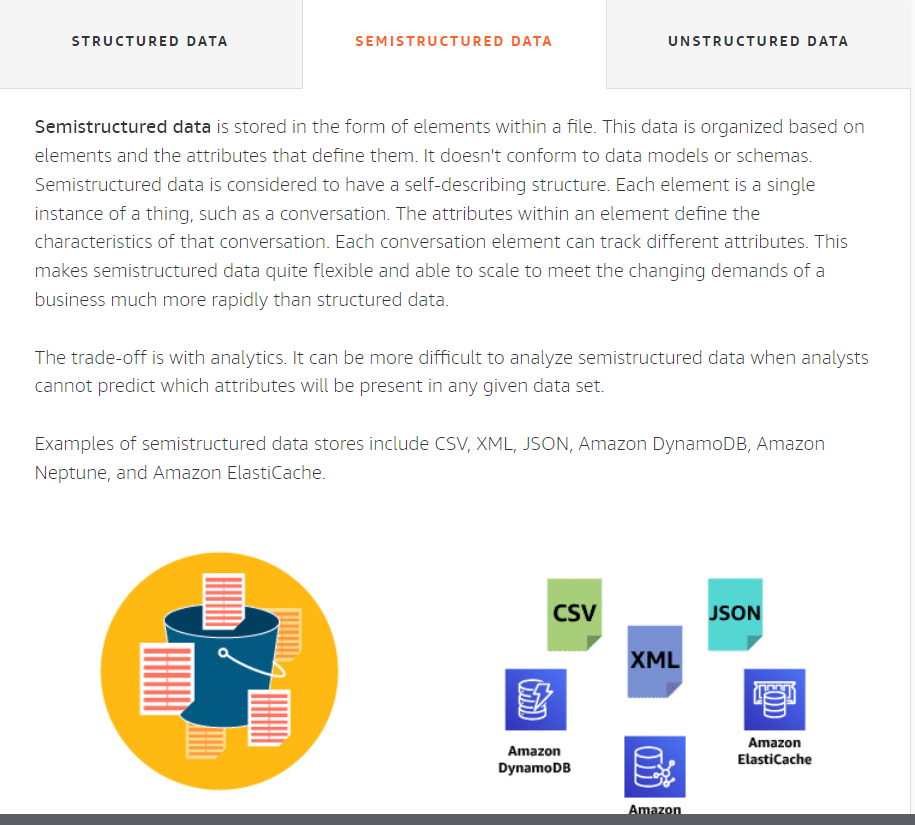 STRUCTURED DATA
SEMISTRUCTURED DATA
UNSTRUCTURED DATA
Semistructured data is stored in the form of elements within a file. This data is organized based on
elements and the attributes that define them. It doesn't conform to data models or schemas.
Semistructured data is considered to have a self-describing structure. Each element is a single
instance of a thing, such as a conversation. The attributes within an element define the
characteristics of that conversation. Each conversation element can track different attributes. This
makes semistructured data quite flexible and able to scale to meet the changing demands of a
business much more rapidly than structured data.
The trade-off is with analytics. It can be more difficult to analyze semistructured data when analysts
cannot predict which attributes will be present in any given data set.
Examples of semistructured data stores include CSV, XML, JSON, Amazon DynamoDB, Amazon
Neptune, and Amazon ElastiCache.
CSV
JSON
XML
Amazon
DynamoDB
Amazon
ElastiCache
Amazon